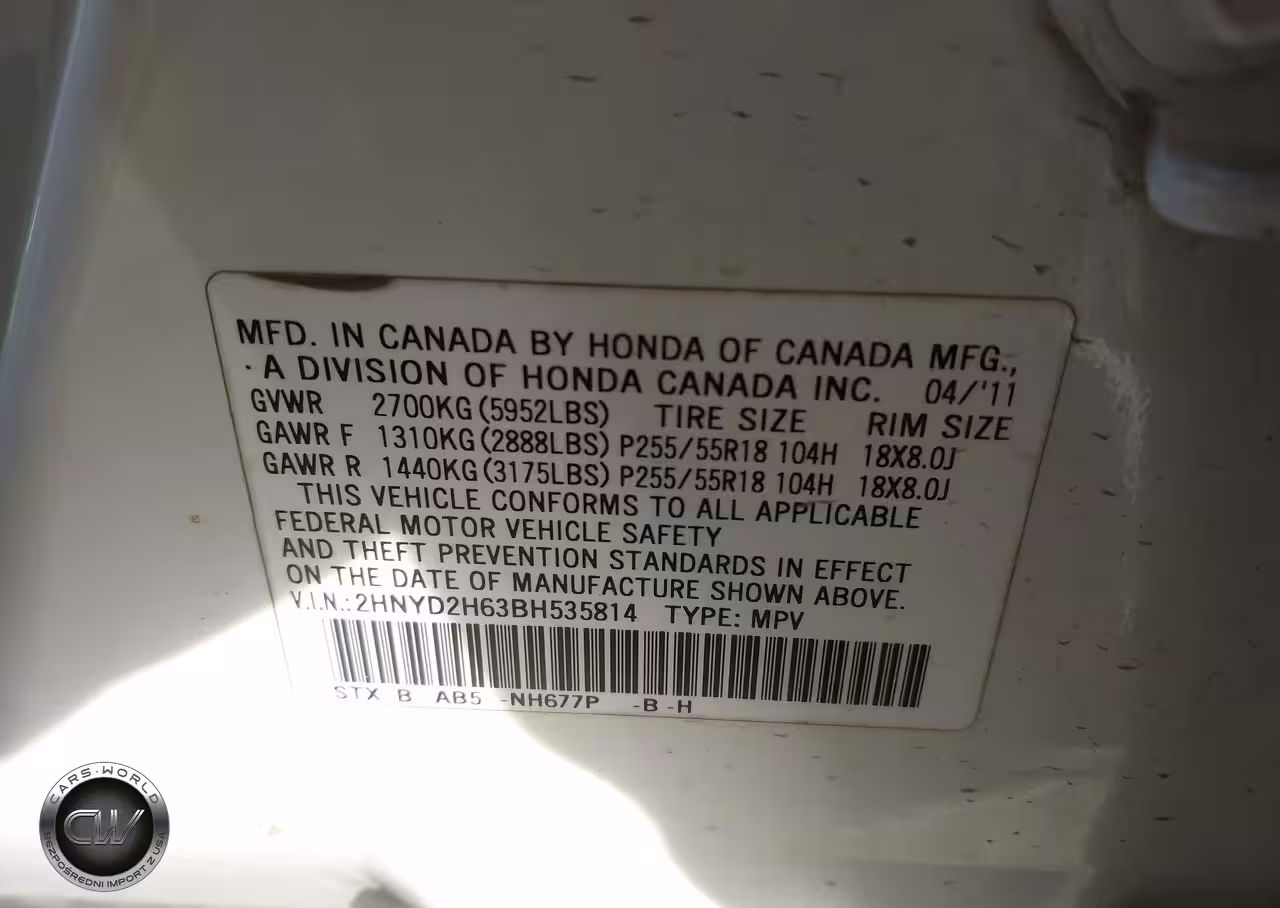 MFD. IN CANADA BY HONDA OF CANADA MFG.,
A DIVISION OF HONDA CANADA INC. 04/'11
GVWR 2700KG (5952LBS) TIRE SIZE RIM SIZE
GAWR F 1310KG (2888LBS) P255/55R18 104H 18X8.0J
GAWR R 1440KG (3175LBS) P255/55R18 104H 18X8.0J
THIS VEHICLE CONFORMS TO ALL APPLICABLE
FEDERAL MOTOR VEHICLE SAFETY
AND THEFT PREVENTION STANDARDS IN EFFECT
ON THE DATE OF MANUFACTURE SHOWN ABOVE.
V.I.N.: 2HNYD2H63BH535814 TYPE: MPV
STX B AB5 -NH677P -B -H
CARS-WORLD
CW
BEZPOŚREDNI IMPORT Z USA